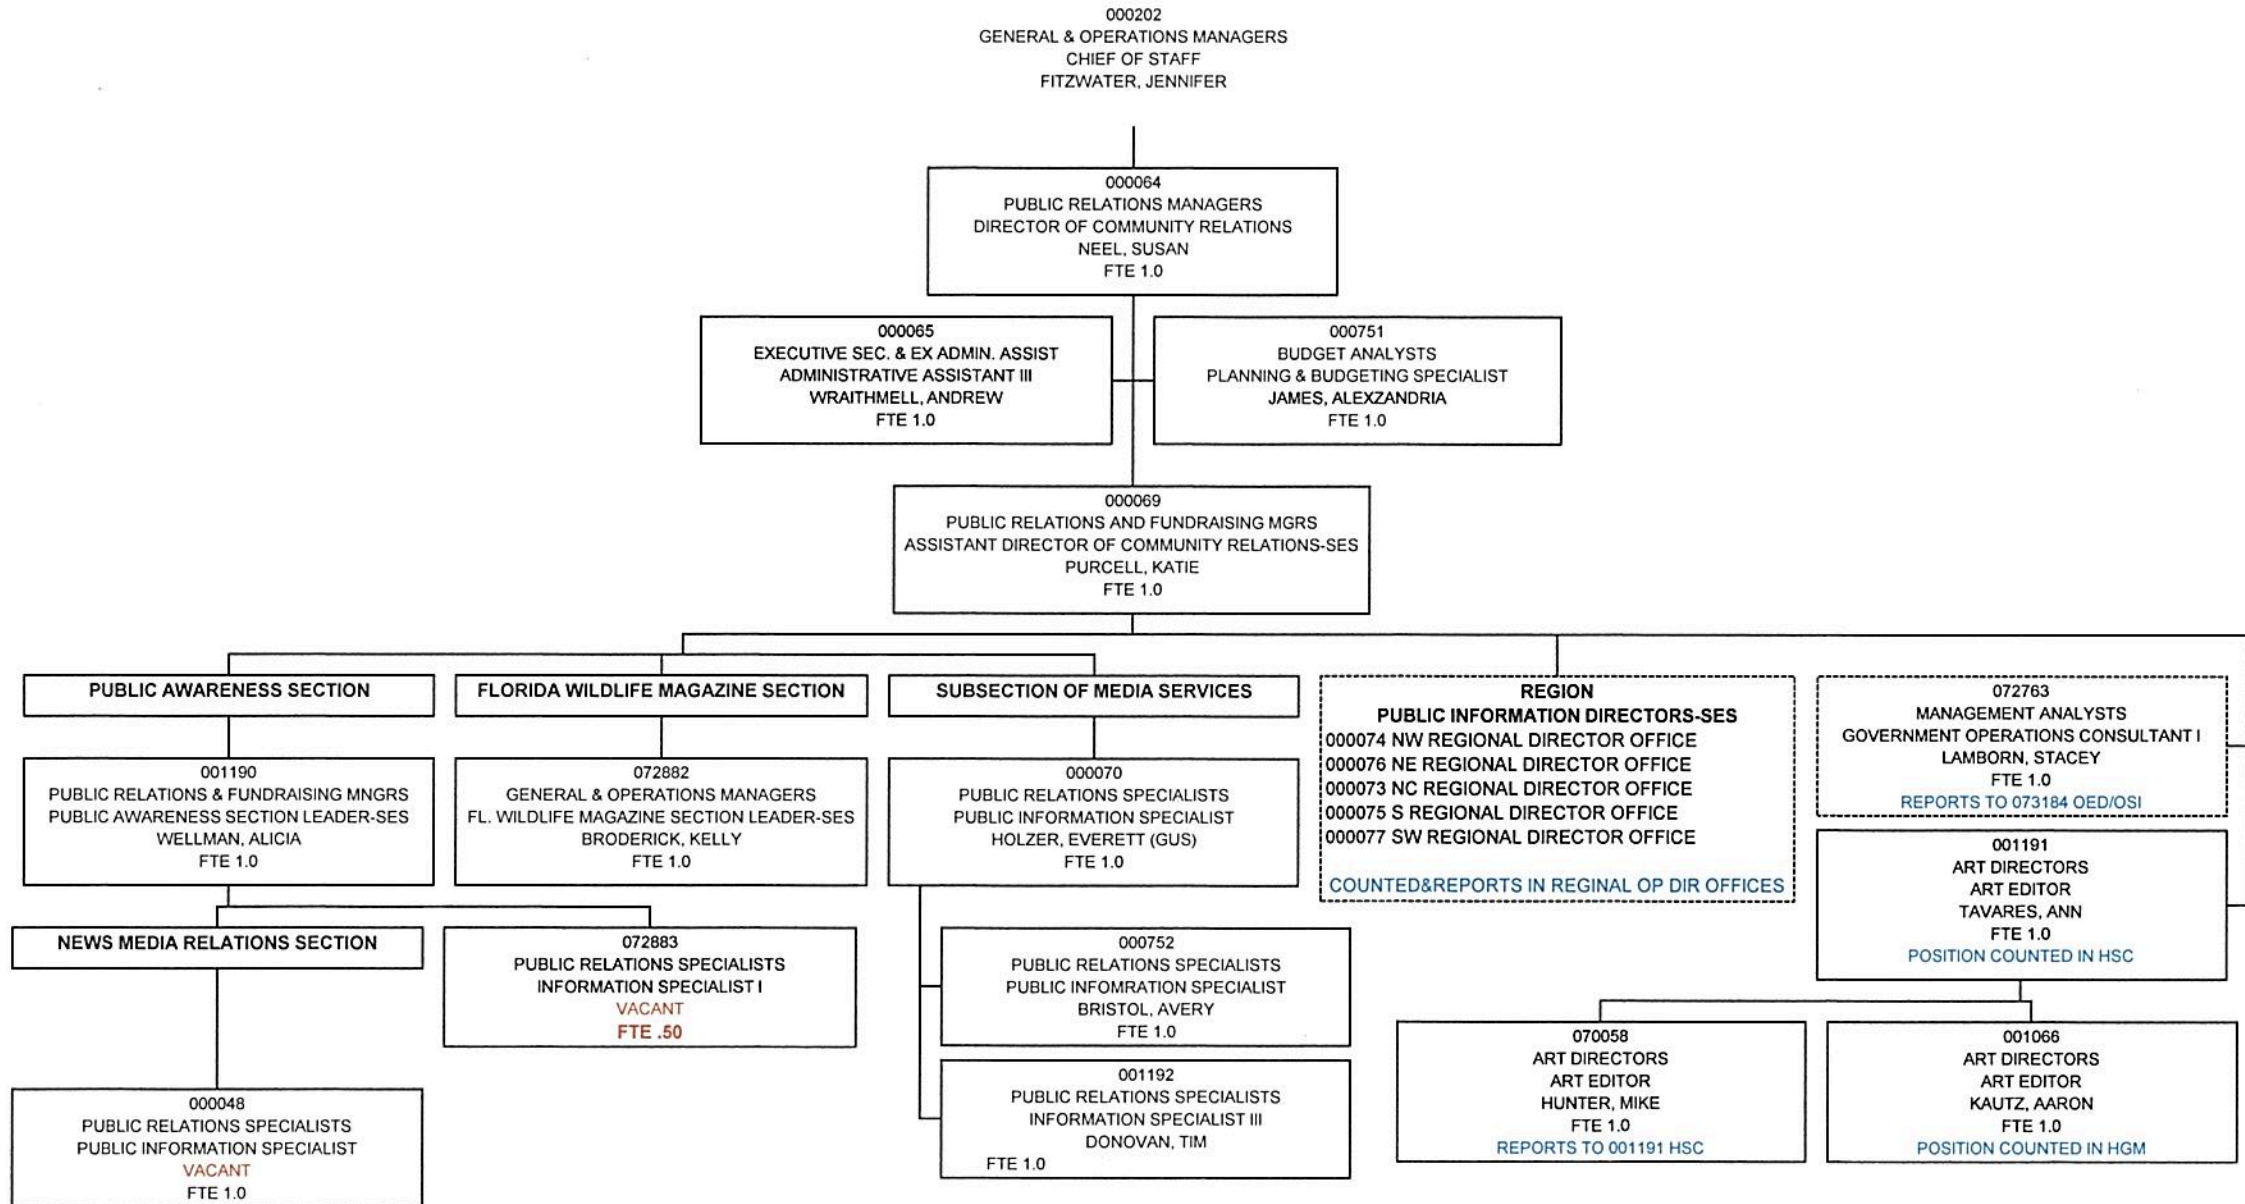 000202
GENERAL & OPERATIONS MANAGERS
CHIEF OF STAFF
FITZWATER, JENNIFER
000064
PUBLIC RELATIONS MANAGERS
DIRECTOR OF COMMUNITY RELATIONS
NEEL, SUSAN
FTE 1.0
000065
EXECUTIVE SEC. & EX ADMIN. ASSIST
ADMINISTRATIVE ASSISTANT III
WRAITHMELL, ANDREW
FTE 1.0
000751
BUDGET ANALYSTS
PLANNING & BUDGETING SPECIALIST
JAMES, ALEXZANDRIA
FTE 1.0
000069
PUBLIC RELATIONS AND FUNDRAISING MGRS
ASSISTANT DIRECTOR OF COMMUNITY RELATIONS-SES
PURCELL, KATIE
FTE 1.0
PUBLIC AWARENESS SECTION
001190
PUBLIC RELATIONS & FUNDRAISING MNGRS
PUBLIC AWARENESS SECTION LEADER-SES
WELLMAN, ALICIA
FTE 1.0
NEWS MEDIA RELATIONS SECTION
000048
PUBLIC RELATIONS SPECIALISTS
PUBLIC INFORMATION SPECIALIST
VACANT
FTE 1.0
072883
PUBLIC RELATIONS SPECIALISTS
INFORMATION SPECIALIST I
VACANT
FTE .50
FLORIDA WILDLIFE MAGAZINE SECTION
072882
GENERAL & OPERATIONS MANAGERS
FL. WILDLIFE MAGAZINE SECTION LEADER-SES
BRODERICK, KELLY
FTE 1.0
SUBSECTION OF MEDIA SERVICES
000070
PUBLIC RELATIONS SPECIALISTS
PUBLIC INFORMATION SPECIALIST
HOLZER, EVERETT (GUS)
FTE 1.0
000752
PUBLIC RELATIONS SPECIALISTS
PUBLIC INFOMRATION SPECIALIST
BRISTOL, AVERY
FTE 1.0
001192
PUBLIC RELATIONS SPECIALISTS
INFORMATION SPECIALIST III
DONOVAN, TIM
FTE 1.0
REGION
PUBLIC INFORMATION DIRECTORS-SES
000074 NW REGIONAL DIRECTOR OFFICE
000076 NE REGIONAL DIRECTOR OFFICE
000073 NC REGIONAL DIRECTOR OFFICE
000075 S REGIONAL DIRECTOR OFFICE
000077 SW REGIONAL DIRECTOR OFFICE
COUNTED&REPORTS IN REGINAL OP DIR OFFICES
072763
MANAGEMENT ANALYSTS
GOVERNMENT OPERATIONS CONSULTANT I
LAMBORN, STACEY
FTE 1.0
REPORTS TO 073184 OED/OSI
001191
ART DIRECTORS
ART EDITOR
TAVARES, ANN
FTE 1.0
POSITION COUNTED IN HSC
070058
ART DIRECTORS
ART EDITOR
HUNTER, MIKE
FTE 1.0
REPORTS TO 001191 HSC
001066
ART DIRECTORS
ART EDITOR
KAUTZ, AARON
FTE 1.0
POSITION COUNTED IN HGM